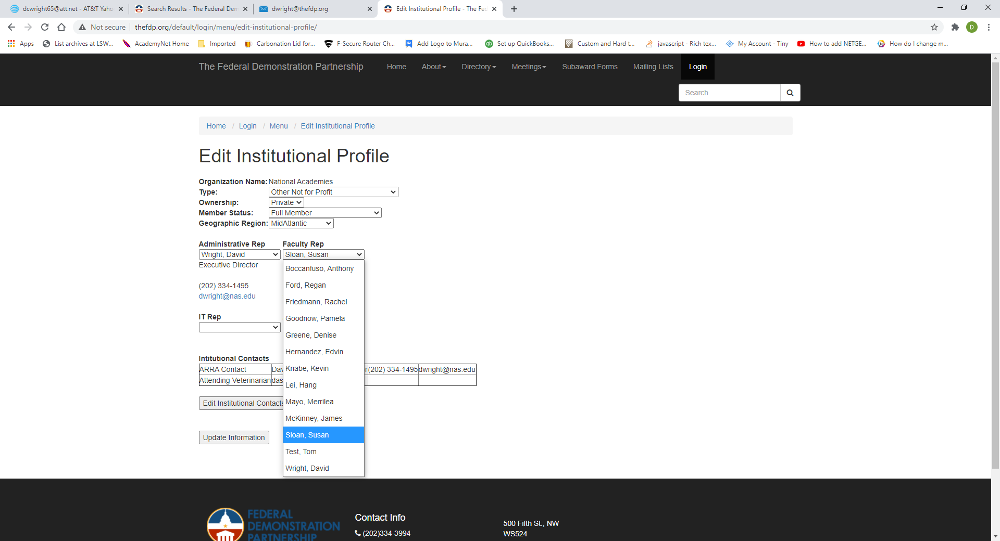 dcwright65@att.net - AT&T Yaho
Search Results - The Federal Dem
dwright@thefdp.org
Edit Institutional Profile - The Fed
Not secure
thefdp.org/default/login/menu/edit-institutional-profile/
D
Apps
List archives at LSW...
AcademyNet Home
Imported
Carbonation Lid for...
F-Secure Router Ch...
Add Logo to Mura...
Set up QuickBooks...
Custom and Hard t...
javascript - Rich tex...
My Account - Tiny
How to add NETGE...
How do I change m...
The Federal Demonstration Partnership
Home
About
Directory
Meetings
Subaward Forms
Mailing Lists
Login
Search
Home / Login / Menu / Edit Institutional Profile
Edit Institutional Profile
Organization Name: National Academies
Type: Other Not for Profit
Ownership: Private
Member Status: Full Member
Geographic Region: MidAtlantic
Administrative Rep
Faculty Rep
Wright, David
Sloan, Susan
Executive Director
(202) 334-1495
dwright@nas.edu
IT Rep
Boccanfuso, Anthony
Ford, Regan
Friedmann, Rachel
Goodnow, Pamela
Greene, Denise
Hernandez, Edvin
Knabe, Kevin
Lei, Hang
Mayo, Merrilea
McKinney, James
Sloan, Susan
Test, Tom
Wright, David
Intitutional Contacts
ARRA Contact Dav r (202) 334-1495 dwright@nas.edu
Attending Veterinarian das
Edit Institutional Contacts
Update Information
FEDERAL
DEMONSTRATION
PARTNERSHIP
Contact Info
(202)334-3994
500 Fifth St., NW
WS524